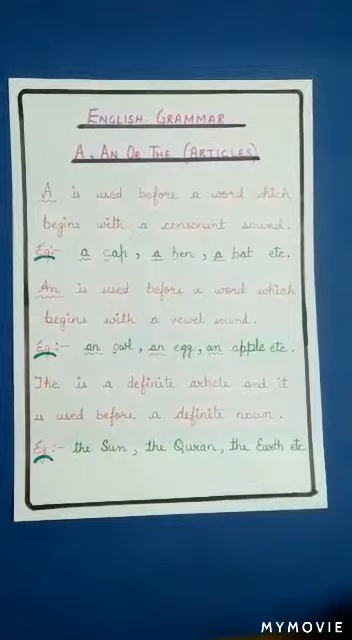 ENGLISH GRAMMAR
A, AN OR THE (ARTICLES)
A is used before a word which
begins with a consonant sound.
Eg:- a cap, a hen, a bat etc.
An is used before a word which
begins with a vowel sound.
Eg:- an owl, an egg, an apple etc.
The is a definite article and it
is used before a definite noun.
Eg:- the Sun, the Quran, the Earth etc.
MYMOVIE